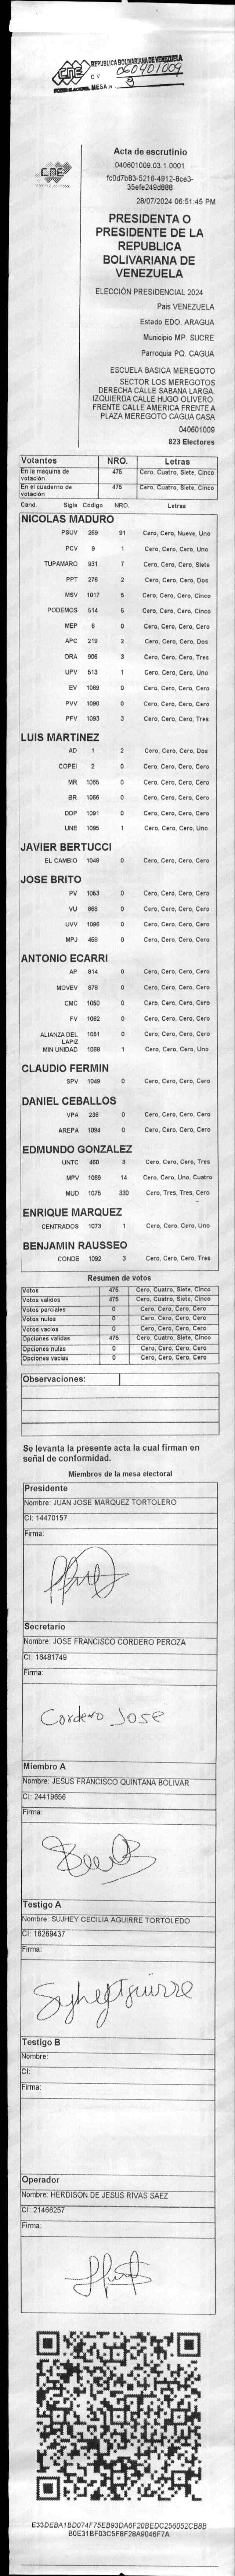 CNE
REPUBLICA BOLIVARIANA DE VENEZUELA
C V 060401009
PODER ELECTORAL MESA N 3
CNE
Acta de escrutinio
040601009.03.1.0001
fc0d7b83-5216-4912-8ce3-
35efe249d888
28/07/2024 06:51:45 PM
PRESIDENTA O
PRESIDENTE DE LA
REPUBLICA
BOLIVARIANA DE
VENEZUELA
ELECCIÓN PRESIDENCIAL 2024
Pais VENEZUELA
Estado EDO. ARAGUA
Municipio MP. SUCRE
Parroquia PQ. CAGUA
ESCUELA BASICA MEREGOTO
SECTOR LOS MEREGOTOS
DERECHA CALLE SABANA LARGA.
IZQUIERDA CALLE HUGO OLIVERO.
FRENTE CALLE AMERICA FRENTE A
PLAZA MEREGOTO CAGUA CASA
040601009
823 Electores
Votantes NRO. Letras
En la máquina de votación 475 Cero, Cuatro, Siete, Cinco
En el cuaderno de votación 475 Cero, Cuatro, Siete, Cinco
Cand. Sigla Código NRO. Letras
NICOLAS MADURO
PSUV 269 91 Cero, Cero, Nueve, Uno
PCV 9 1 Cero, Cero, Cero, Uno
TUPAMARO 931 7 Cero, Cero, Cero, Siete
PPT 276 2 Cero, Cero, Cero, Dos
MSV 1017 5 Cero, Cero, Cero, Cinco
PODEMOS 514 5 Cero, Cero, Cero, Cinco
MEP 6 0 Cero, Cero, Cero, Cero
APC 219 2 Cero, Cero, Cero, Dos
ORA 906 3 Cero, Cero, Cero, Tres
UPV 513 1 Cero, Cero, Cero, Uno
EV 1089 0 Cero, Cero, Cero, Cero
PVV 1090 0 Cero, Cero, Cero, Cero
PFV 1093 3 Cero, Cero, Cero, Tres
LUIS MARTINEZ
AD 1 2 Cero, Cero, Cero, Dos
COPEI 2 0 Cero, Cero, Cero, Cero
MR 1065 0 Cero, Cero, Cero, Cero
BR 1066 0 Cero, Cero, Cero, Cero
DDP 1091 0 Cero, Cero, Cero, Cero
UNE 1095 1 Cero, Cero, Cero, Uno
JAVIER BERTUCCI
EL CAMBIO 1048 0 Cero, Cero, Cero, Cero
JOSE BRITO
PV 1053 0 Cero, Cero, Cero, Cero
VU 868 0 Cero, Cero, Cero, Cero
UVV 1096 0 Cero, Cero, Cero, Cero
MPJ 458 0 Cero, Cero, Cero, Cero
ANTONIO ECARRI
AP 814 0 Cero, Cero, Cero, Cero
MOVEV 878 0 Cero, Cero, Cero, Cero
CMC 1050 0 Cero, Cero, Cero, Cero
FV 1062 0 Cero, Cero, Cero, Cero
ALIANZA DEL LAPIZ 1051 0 Cero, Cero, Cero, Cero
MIN UNIDAD 1069 1 Cero, Cero, Cero, Uno
CLAUDIO FERMIN
SPV 1049 0 Cero, Cero, Cero, Cero
DANIEL CEBALLOS
VPA 236 0 Cero, Cero, Cero, Cero
AREPA 1094 0 Cero, Cero, Cero, Cero
EDMUNDO GONZALEZ
UNTC 460 3 Cero, Cero, Cero, Tres
MPV 1069 14 Cero, Cero, Uno, Cuatro
MUD 1075 330 Cero, Tres, Tres, Cero
ENRIQUE MARQUEZ
CENTRADOS 1073 1 Cero, Cero, Cero, Uno
BENJAMIN RAUSSEO
CONDE 1092 3 Cero, Cero, Cero, Tres
Resumen de votos
Votos 475 Cero, Cuatro, Siete, Cinco
Votos validos 475 Cero, Cuatro, Siete, Cinco
Votos parciales 0 Cero, Cero, Cero, Cero
Votos nulos 0 Cero, Cero, Cero, Cero
Votos vacios 0 Cero, Cero, Cero, Cero
Opciones validas 475 Cero, Cuatro, Siete, Cinco
Opciones nulas 0 Cero, Cero, Cero, Cero
Opciones vacias 0 Cero, Cero, Cero, Cero
Observaciones:
Se levanta la presente acta la cual firman en
señal de conformidad.
Miembros de la mesa electoral
Presidente
Nombre: JUAN JOSE MARQUEZ TORTOLERO
CI: 14470157
Firma:
Secretario
Nombre: JOSE FRANCISCO CORDERO PEROZA
CI: 16481749
Firma:
Cordero Jose
Miembro A
Nombre: JESUS FRANCISCO QUINTANA BOLIVAR
CI: 24419656
Firma:
Testigo A
Nombre: SUJHEY CECILIA AGUIRRE TORTOLEDO
CI: 16269437
Firma:
SujheyAguirre
Testigo B
Nombre:
CI:
Firma:
Operador
Nombre: HERDISON DE JESUS RIVAS SAEZ
CI: 21466257
Firma:
E33DEBA1BD074F75EB93DA6F20BEDC256052CBBB
B0E31BF03C5F8F28A9046F7A